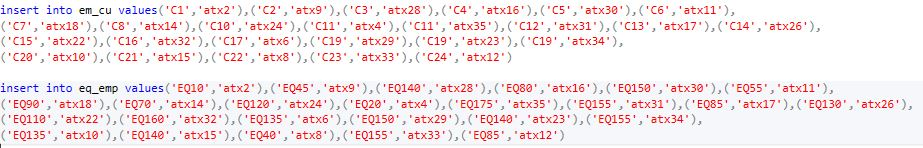 insert into em_cu values('C1','atx2'),('C2','atx9'),('C3','atx28'),('C4','atx16'),('C5','atx30'),('C6','atx11'),
('C7','atx18'),('C8','atx14'),('C10','atx24'),('C11','atx4'),('C11','atx35'),('C12','atx31'),('C13','atx17'),('C14','atx26'),
('C15','atx22'),('C16','atx32'),('C17','atx6'),('C19','atx29'),('C19','atx23'),('C19','atx34'),
('C20','atx10'),('C21','atx15'),('C22','atx8'),('C23','atx33'),('C24','atx12')
insert into eq_emp values('EQ10','atx2'),('EQ45','atx9'),('EQ140','atx28'),('EQ80','atx16'),('EQ150','atx30'),('EQ55','atx11'),
('EQ90','atx18'),('EQ70','atx14'),('EQ120','atx24'),('EQ20','atx4'),('EQ175','atx35'),('EQ155','atx31'),('EQ85','atx17'),('EQ130','atx26'),
('EQ110','atx22'),('EQ160','atx32'),('EQ135','atx6'),('EQ150','atx29'),('EQ140','atx23'),('EQ155','atx34'),
('EQ135','atx10'),('EQ140','atx15'),('EQ40','atx8'),('EQ155','atx33'),('EQ85','atx12')